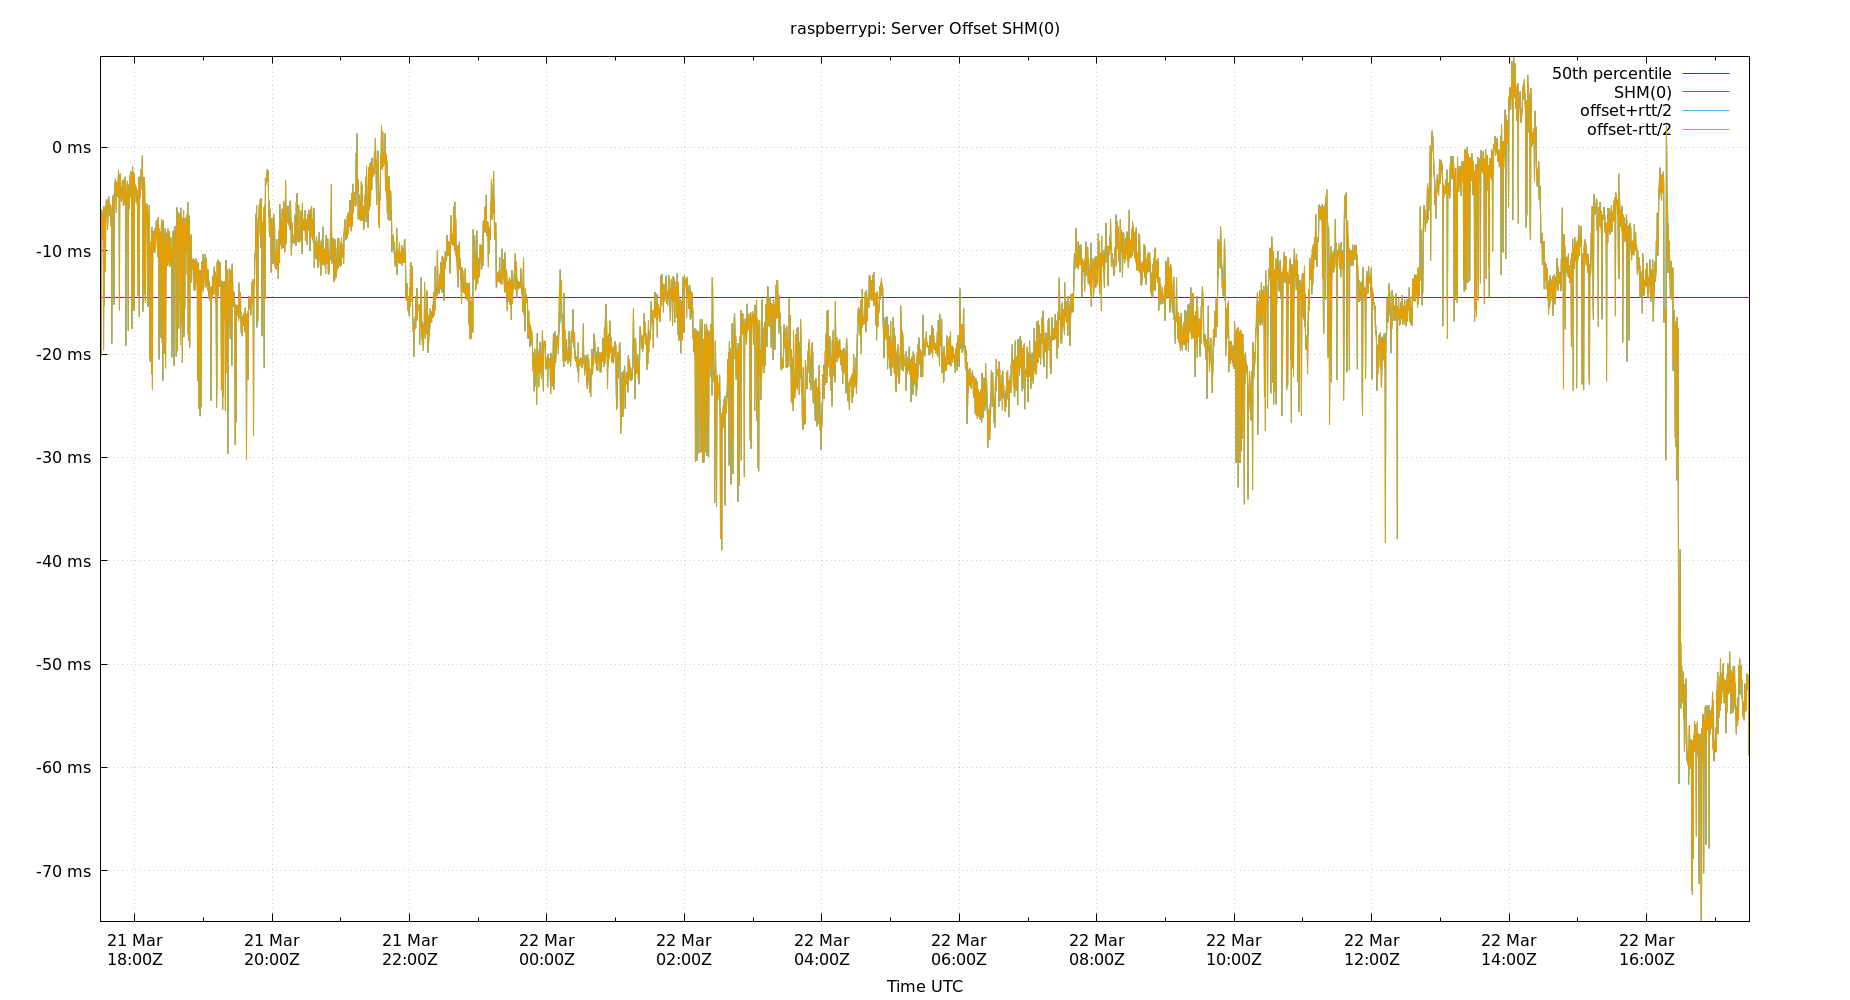 raspberrypi: Server Offset SHM(0)
50th percentile
SHM(0)
offset+rtt/2
offset-rtt/2
0 ms
-10 ms
-20 ms
-30 ms
-40 ms
-50 ms
-60 ms
-70 ms
21 Mar 21 Mar 21 Mar 22 Mar 22 Mar 22 Mar 22 Mar 22 Mar 22 Mar 22 Mar 22 Mar 22 Mar
18:00Z 20:00Z 22:00Z 00:00Z 02:00Z 04:00Z 06:00Z 08:00Z 10:00Z 12:00Z 14:00Z 16:00Z
Time UTC